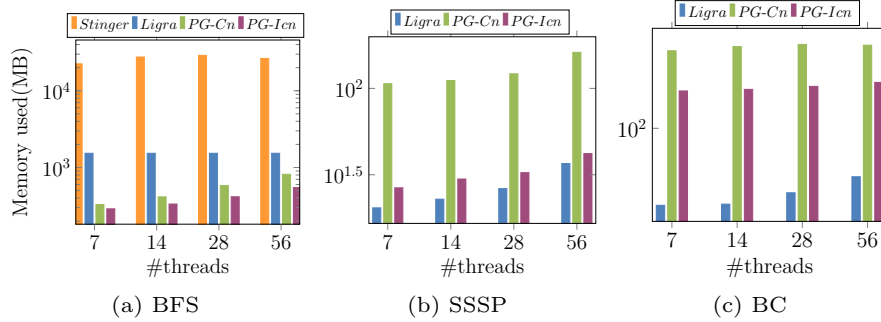 Stinger Ligra PG-Cn PG-Icn
Memory used(MB)
10^4
10^3
7 14 28 56
#threads
(a) BFS
Ligra PG-Cn PG-Icn
10^2
10^1.5
7 14 28 56
#threads
(b) SSSP
Ligra PG-Cn PG-Icn
10^2
7 14 28 56
#threads
(c) BC